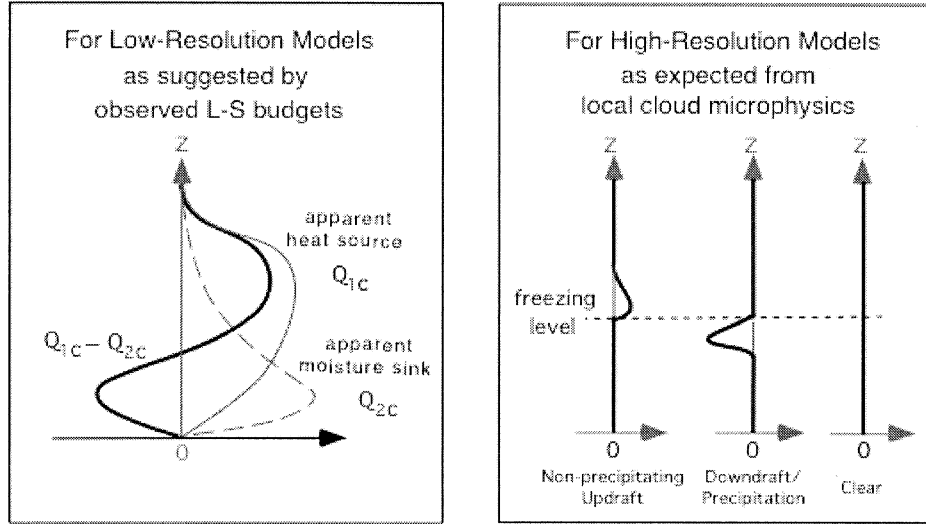 For Low-Resolution Models
as suggested by
observed L-S budgets
Z
apparent
heat source
Q1C
Q1C – Q2C
apparent
moisture sink
Q2C
0
For High-Resolution Models
as expected from
local cloud microphysics
Z Z Z
freezing
level
0 0 0
Non-precipitating
Updraft
Downdraft/
Precipitation
Clear